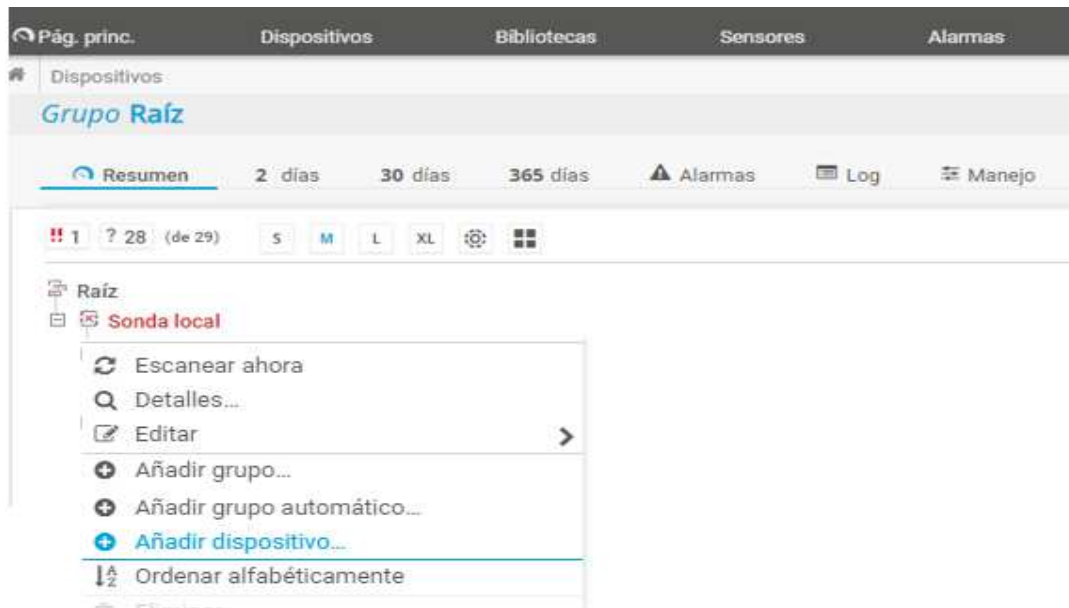 Pág. princ. Dispositivos Bibliotecas Sensores Alarmas
Dispositivos
Grupo Raíz
Resumen 2 días 30 días 365 días Alarmas Log Manejo
!! 1 ? 28 (de 29) S M L XL
Raíz
Sonda local
Escanear ahora
Detalles...
Editar
Añadir grupo...
Añadir grupo automático...
Añadir dispositivo...
Ordenar alfabéticamente